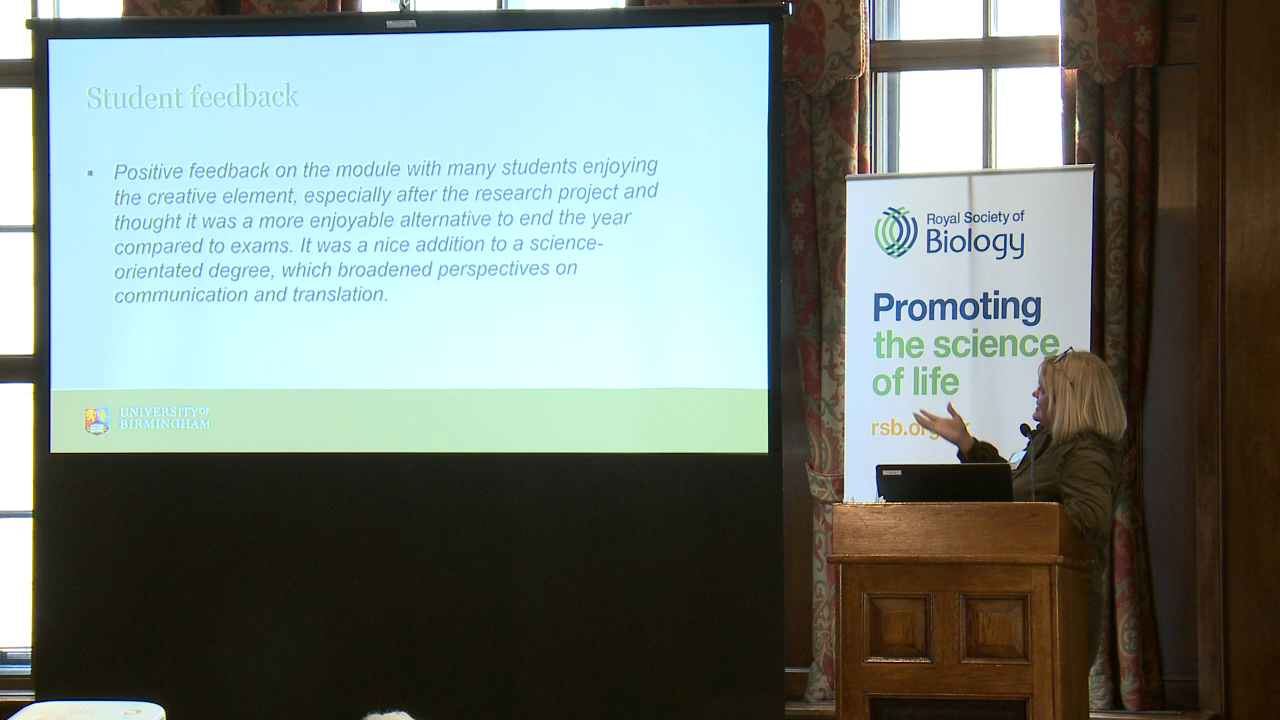 Student feedback
▪ Positive feedback on the module with many students enjoying
the creative element, especially after the research project and
thought it was a more enjoyable alternative to end the year
compared to exams. It was a nice addition to a science-
orientated degree, which broadened perspectives on
communication and translation.
UNIVERSITY OF
BIRMINGHAM
Royal Society of
Biology
Promoting
the science
of life